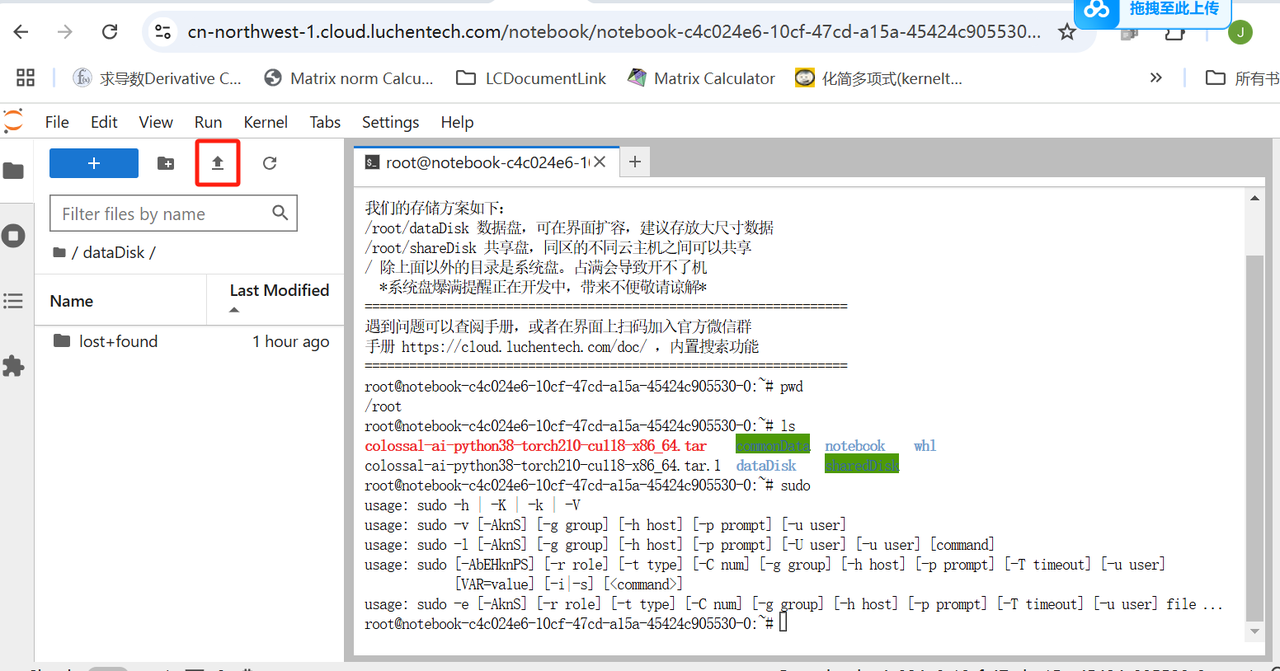 拖拽至此上传
cn-northwest-1.cloud.luchentech.com/notebook/notebook-c4c024e6-10cf-47cd-a15a-45424c905530...
J
求导数Derivative C...
Matrix norm Calcu...
LCDocumentLink
Matrix Calculator
化简多项式(kernelt...
所有书
File Edit View Run Kernel Tabs Settings Help
root@notebook-c4c024e6-1
Filter files by name
/ dataDisk /
Name
Last Modified
lost+found
1 hour ago
我们的存储方案如下:
/root/dataDisk 数据盘，可在界面扩容，建议存放大尺寸数据
/root/shareDisk 共享盘，同区的不同云主机之间可以共享
/ 除上面以外的目录是系统盘。占满会导致开不了机
*系统盘爆满提醒正在开发中，带来不便敬请谅解*
==================================================================
遇到问题可以查阅手册，或者在界面上扫码加入官方微信群
手册 https://cloud.luchentech.com/doc/ ，内置搜索功能
==================================================================
root@notebook-c4c024e6-10cf-47cd-a15a-45424c905530-0:~# pwd
/root
root@notebook-c4c024e6-10cf-47cd-a15a-45424c905530-0:~# ls
colossal-ai-python38-torch210-cu118-x86_64.tar commonData notebook whl
colossal-ai-python38-torch210-cu118-x86_64.tar.1 dataDisk sharedDisk
root@notebook-c4c024e6-10cf-47cd-a15a-45424c905530-0:~# sudo
usage: sudo -h | -K | -k | -V
usage: sudo -v [-AknS] [-g group] [-h host] [-p prompt] [-u user]
usage: sudo -l [-AknS] [-g group] [-h host] [-p prompt] [-U user] [-u user] [command]
usage: sudo [-AbEHknPS] [-r role] [-t type] [-C num] [-g group] [-h host] [-p prompt] [-T timeout] [-u user]
[VAR=value] [-i|-s] [<command>]
usage: sudo -e [-AknS] [-r role] [-t type] [-C num] [-g group] [-h host] [-p prompt] [-T timeout] [-u user] file ...
root@notebook-c4c024e6-10cf-47cd-a15a-45424c905530-0:~#